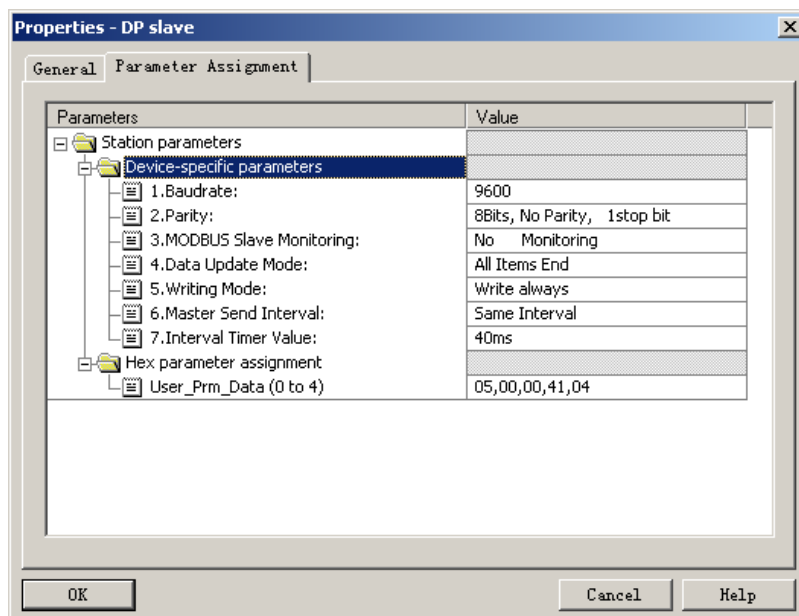 Properties - DP slave
General Parameter Assignment
Parameters Value
Station parameters
Device-specific parameters
1.Baudrate: 9600
2.Parity: 8Bits, No Parity, 1stop bit
3.MODBUS Slave Monitoring: No Monitoring
4.Data Update Mode: All Items End
5.Writing Mode: Write always
6.Master Send Interval: Same Interval
7.Interval Timer Value: 40ms
Hex parameter assignment
User_Prm_Data (0 to 4) 05,00,00,41,04
OK Cancel Help